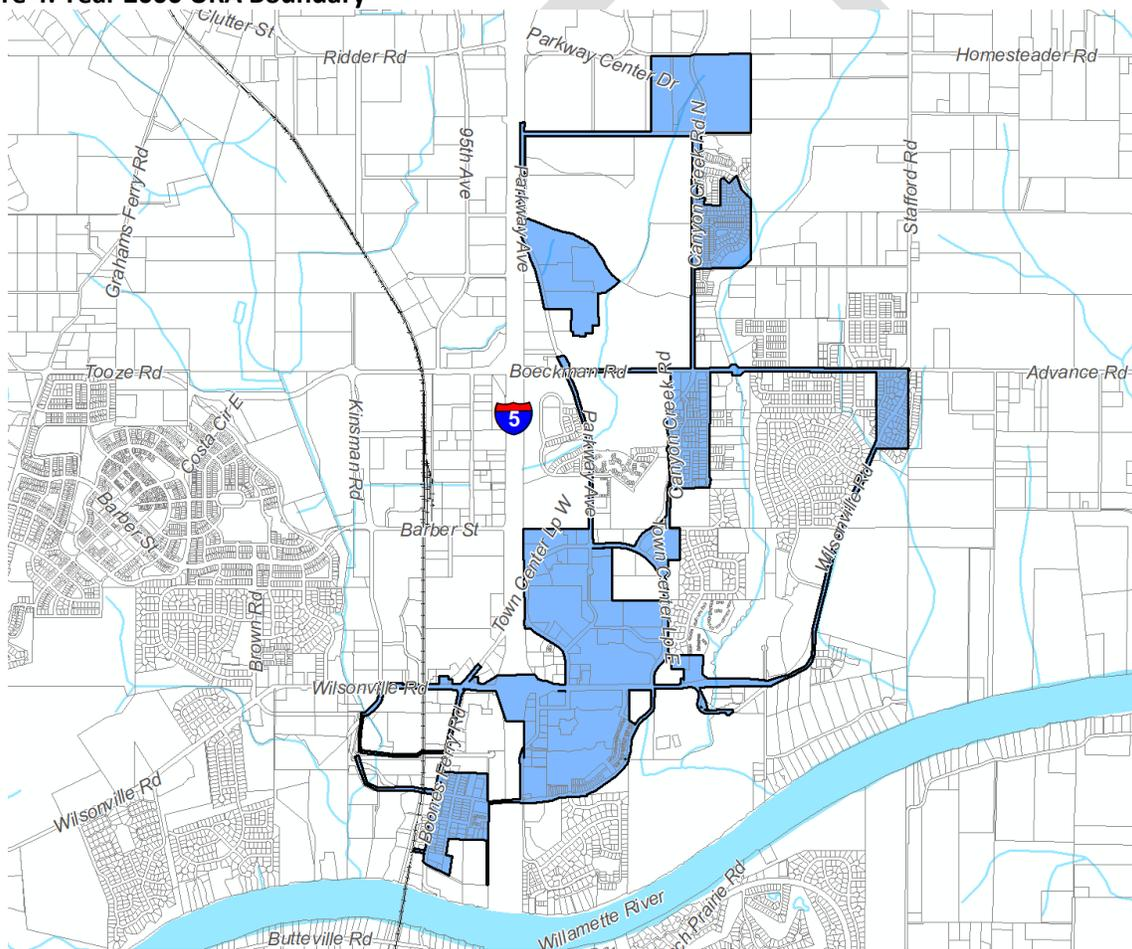 Clutter St
Ridder Rd
Parkway Center Dr
Homesteader Rd
Grahams Ferry Rd
95th Ave
Parkway Ave
Canyon Creek Rd N
Stafford Rd
Tooze Rd
Boeckman Rd
Advance Rd
Costa Cir E
Kinsman Rd
5
Parkway Ave
Canyon Creek Rd
Barber St
Barber St
Town Center Lp W
Town Center Lp E
Wilsonville Rd
Brown Rd
Wilsonville Rd
Boones Ferry Rd
Wilsonville Rd
Willamette River
Prairie Rd
Butteville Rd